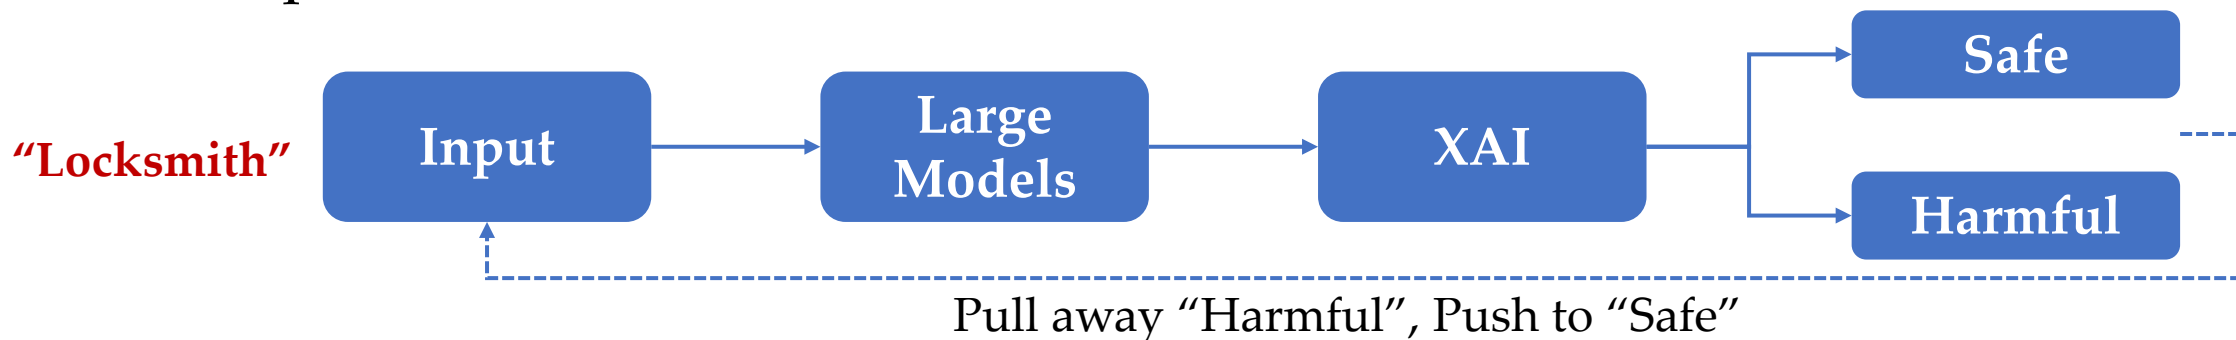 “Locksmith”
Input
Large
Models
XAI
Safe
Harmful
Pull away “Harmful”, Push to “Safe”